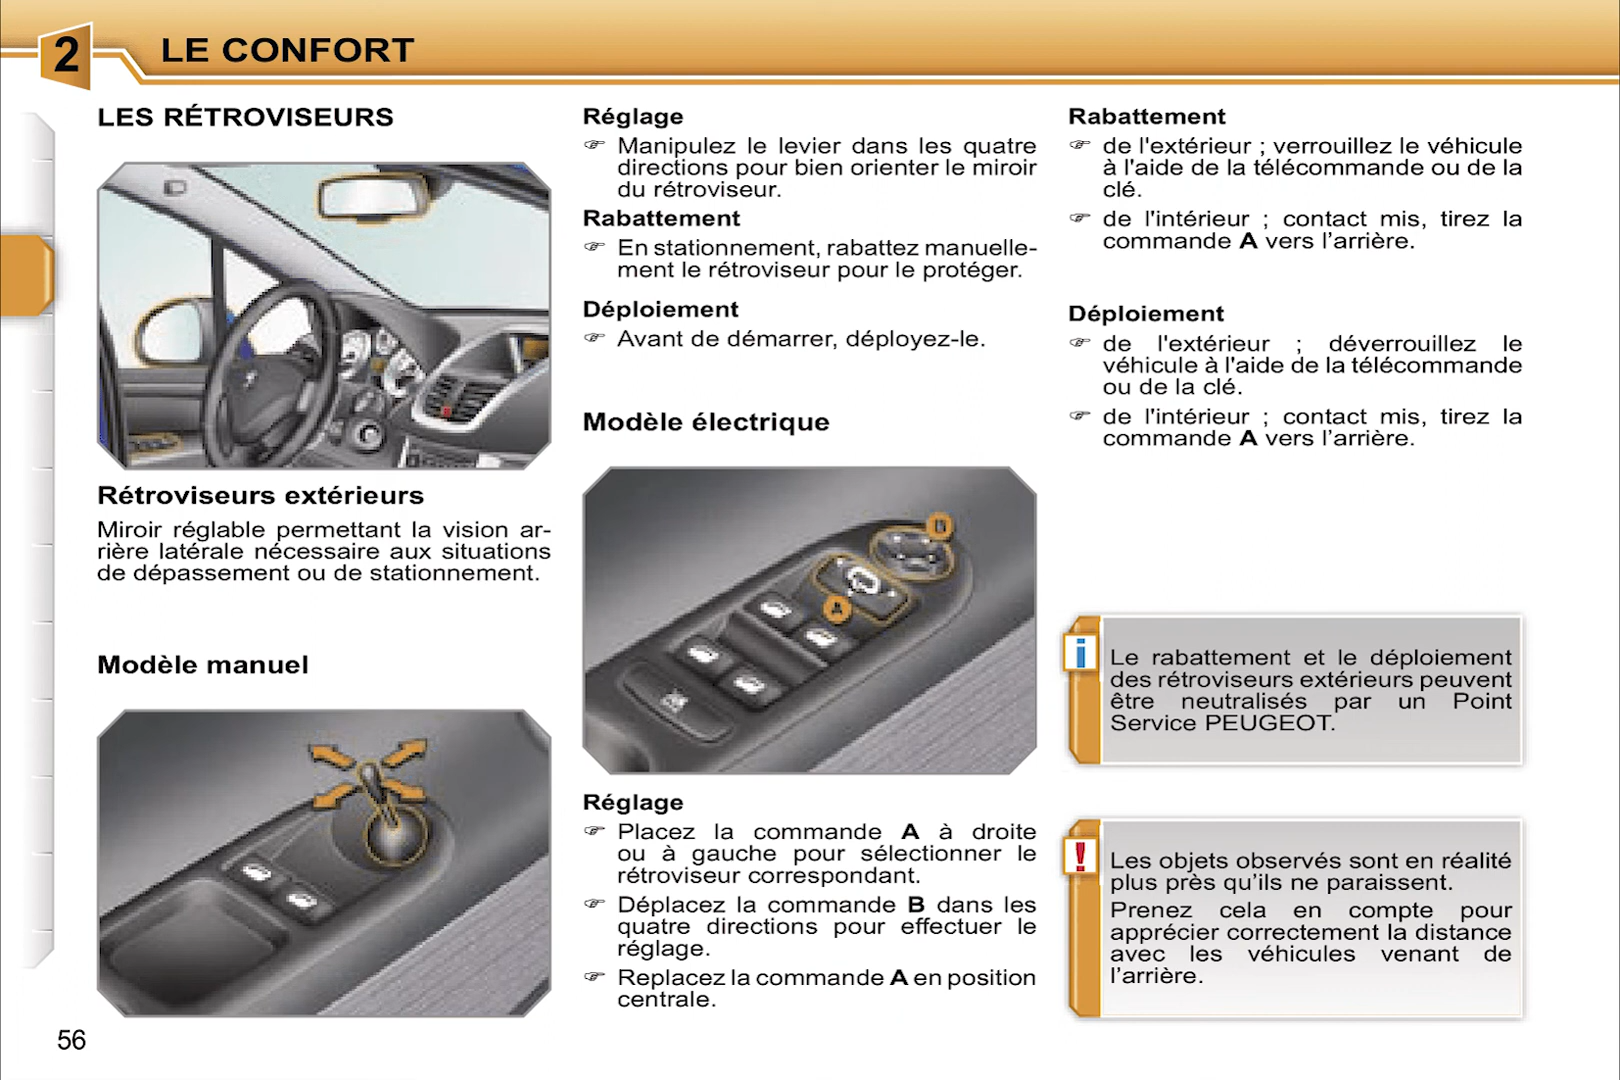 2
LE CONFORT
LES RÉTROVISEURS
Rétroviseurs extérieurs
Miroir réglable permettant la vision ar-
rière latérale nécessaire aux situations
de dépassement ou de stationnement.
Modèle manuel
Réglage
☞ Manipulez le levier dans les quatre
directions pour bien orienter le miroir
du rétroviseur.
Rabattement
☞ En stationnement, rabattez manuelle-
ment le rétroviseur pour le protéger.
Déploiement
☞ Avant de démarrer, déployez-le.
Modèle électrique
B
A
Réglage
☞ Placez la commande A à droite
ou à gauche pour sélectionner le
rétroviseur correspondant.
☞ Déplacez la commande B dans les
quatre directions pour effectuer le
réglage.
☞ Replacez la commande A en position
centrale.
Rabattement
☞ de l'extérieur ; verrouillez le véhicule
à l'aide de la télécommande ou de la
clé.
☞ de l'intérieur ; contact mis, tirez la
commande A vers l’arrière.
Déploiement
☞ de l'extérieur ; déverrouillez le
véhicule à l'aide de la télécommande
ou de la clé.
☞ de l'intérieur ; contact mis, tirez la
commande A vers l’arrière.
i
Le rabattement et le déploiement
des rétroviseurs extérieurs peuvent
être neutralisés par un Point
Service PEUGEOT.
!
Les objets observés sont en réalité
plus près qu’ils ne paraissent.
Prenez cela en compte pour
apprécier correctement la distance
avec les véhicules venant de
l’arrière.
56